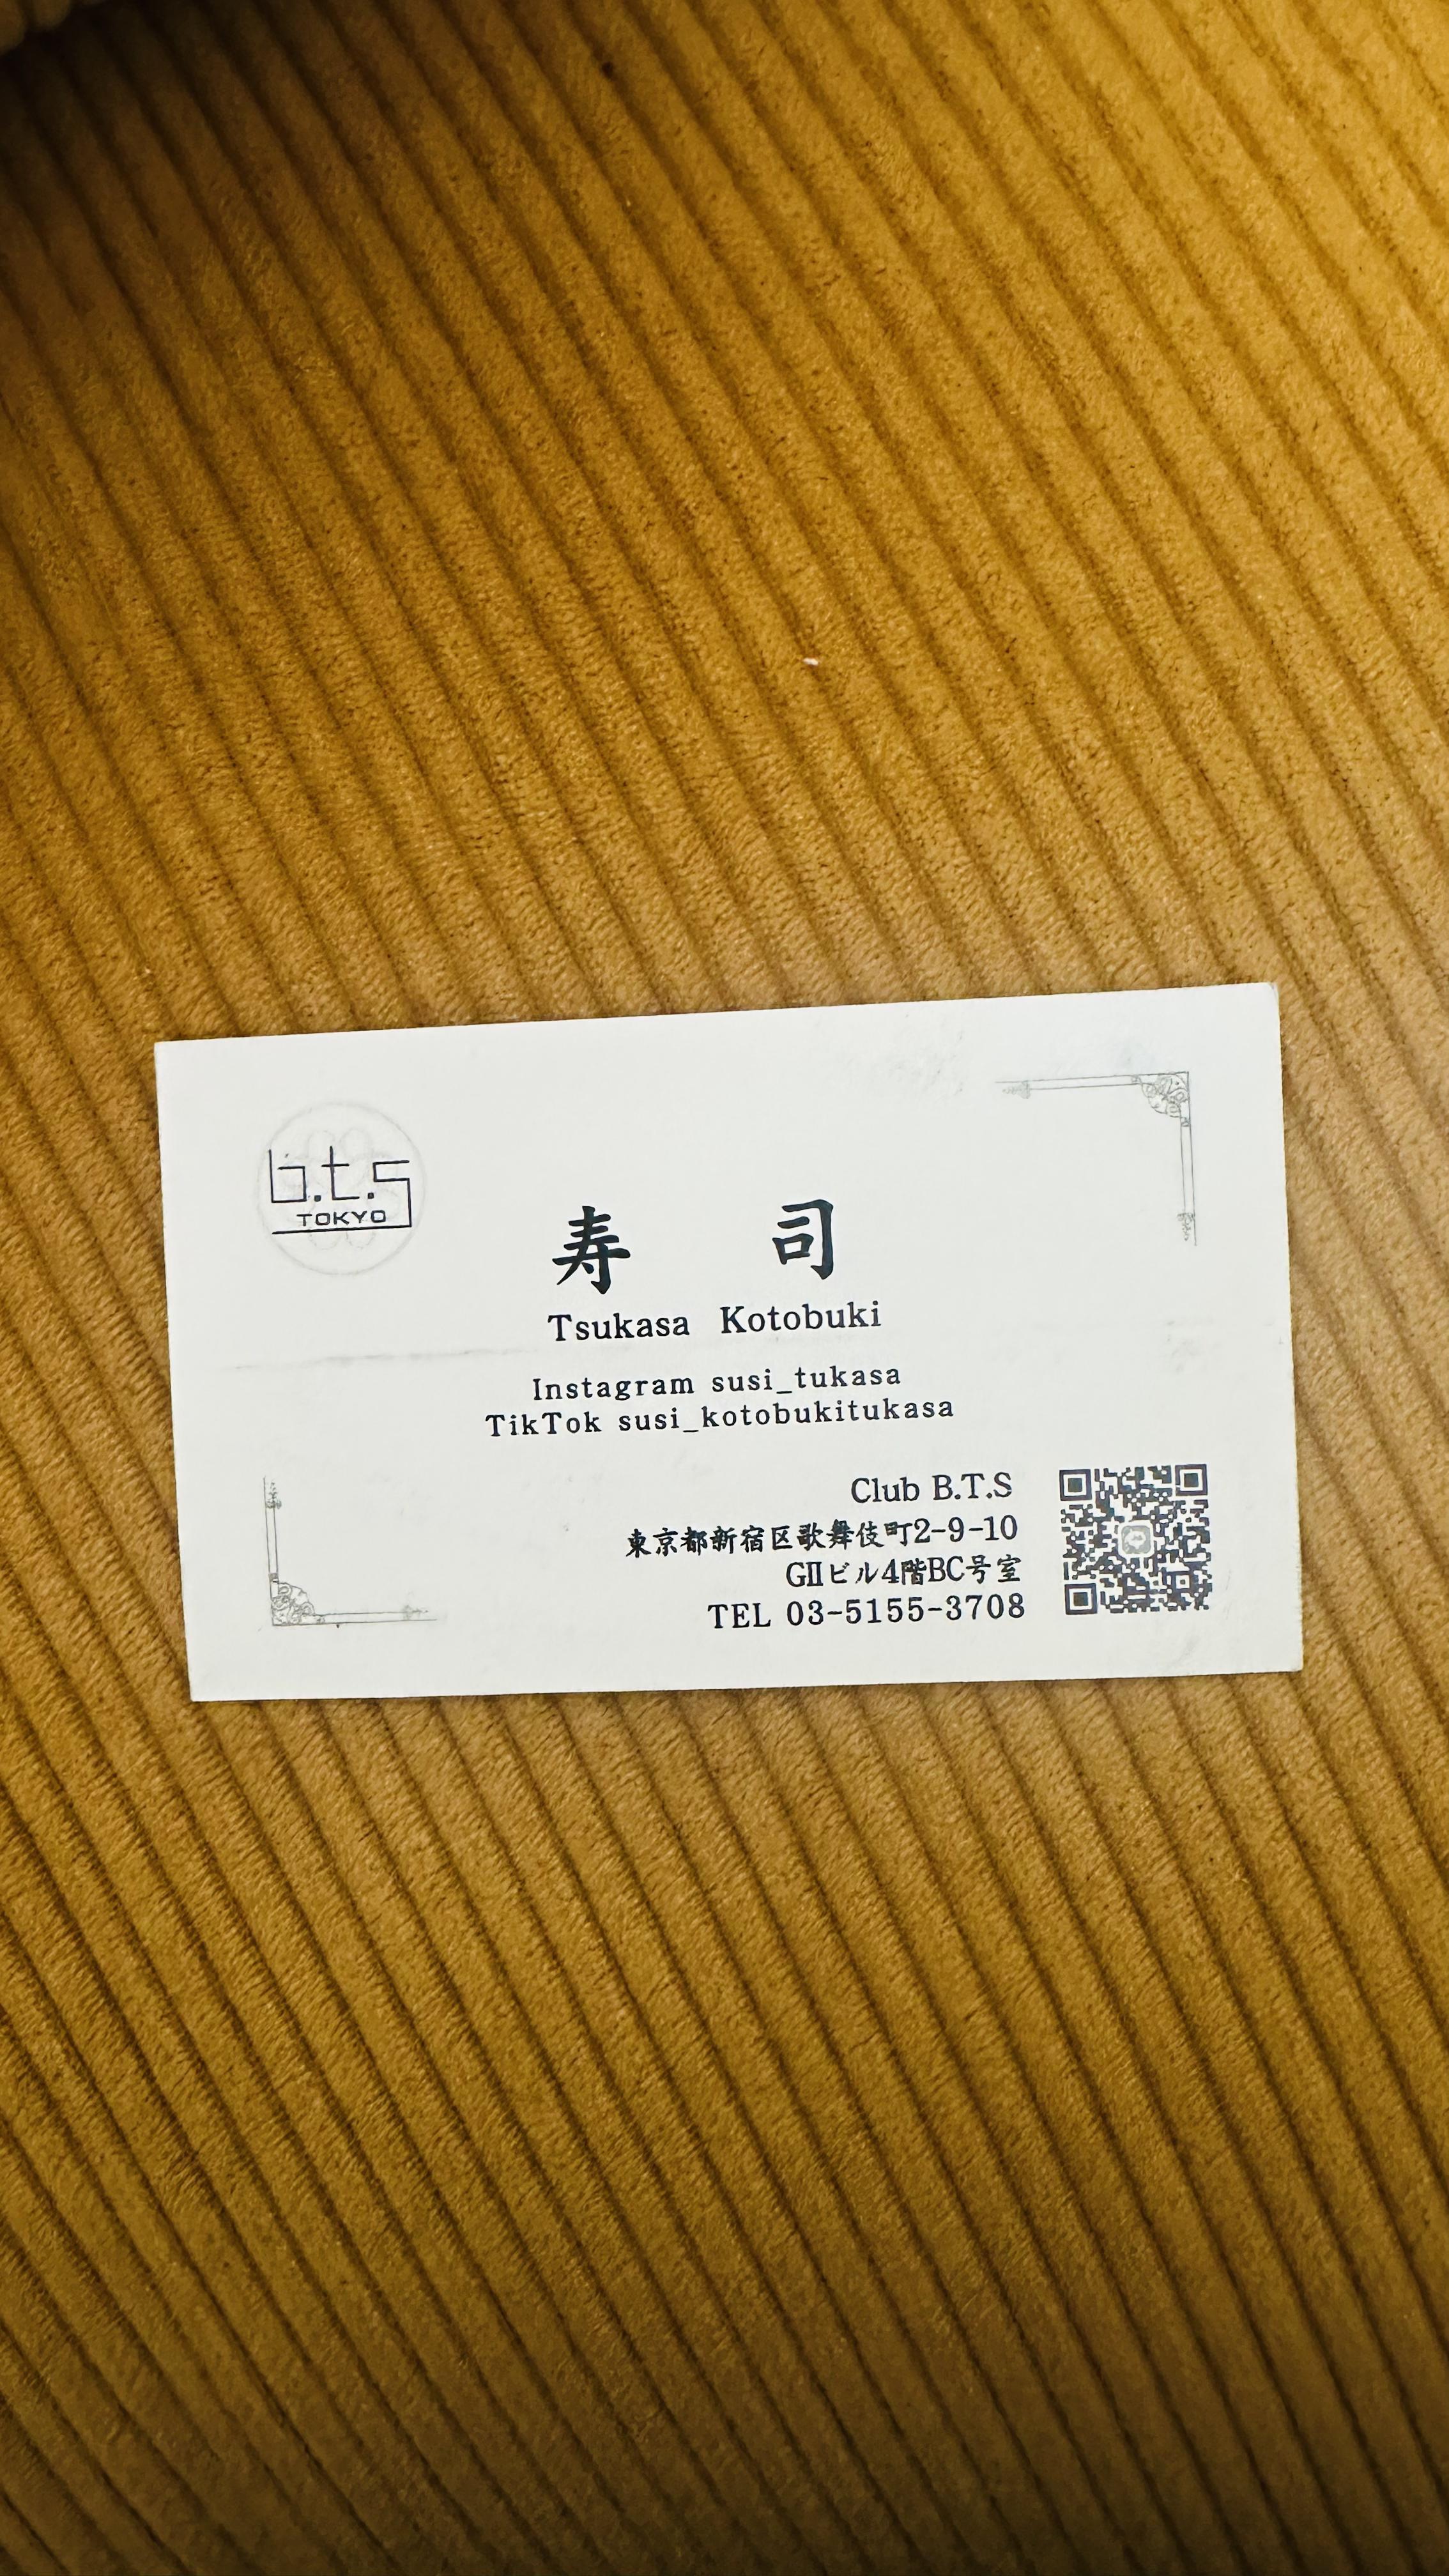 b.t.s
TOKYO
寿 司
Tsukasa Kotobuki
Instagram susi_tukasa
TikTok susi_kotobukitukasa
Club B.T.S
東京都新宿区歌舞伎町2-9-10
GⅡビル4階BC号室
TEL 03-5155-3708